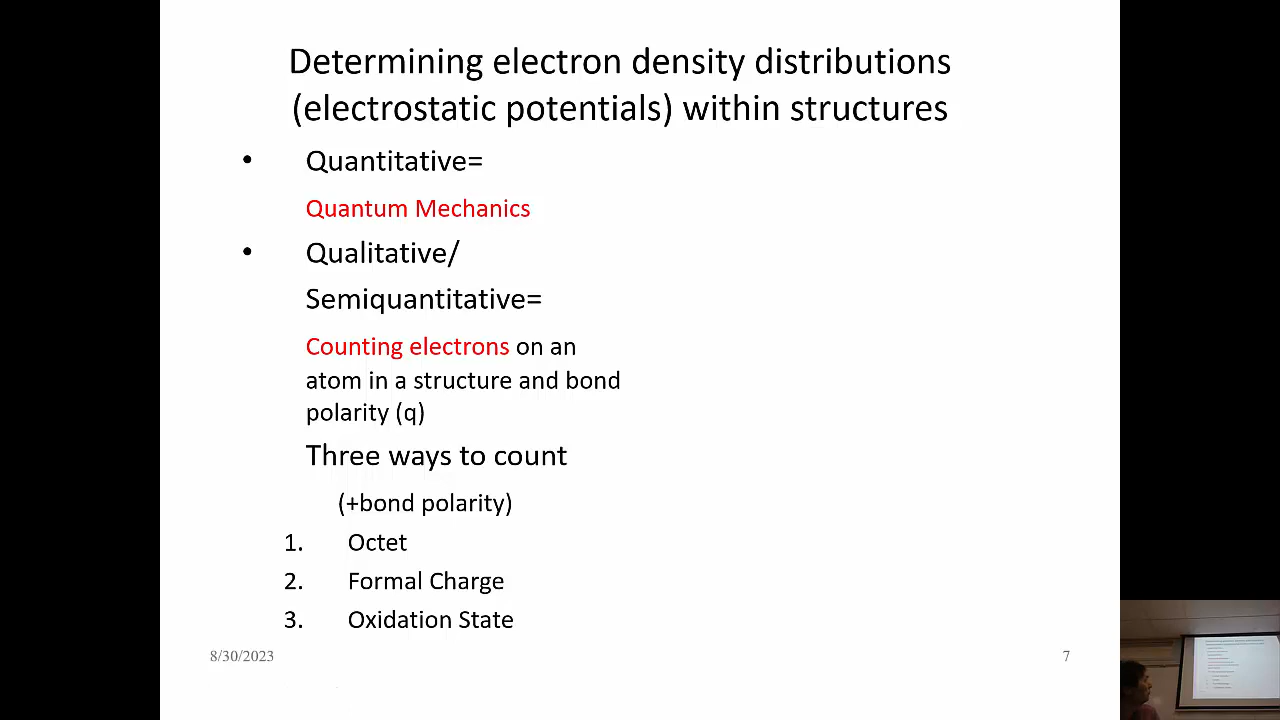 Determining electron density distributions
(electrostatic potentials) within structures
• Quantitative=
Quantum Mechanics
• Qualitative/
Semiquantitative=
Counting electrons on an
atom in a structure and bond
polarity (q)
Three ways to count
(+bond polarity)
1. Octet
2. Formal Charge
3. Oxidation State
8/30/2023
7